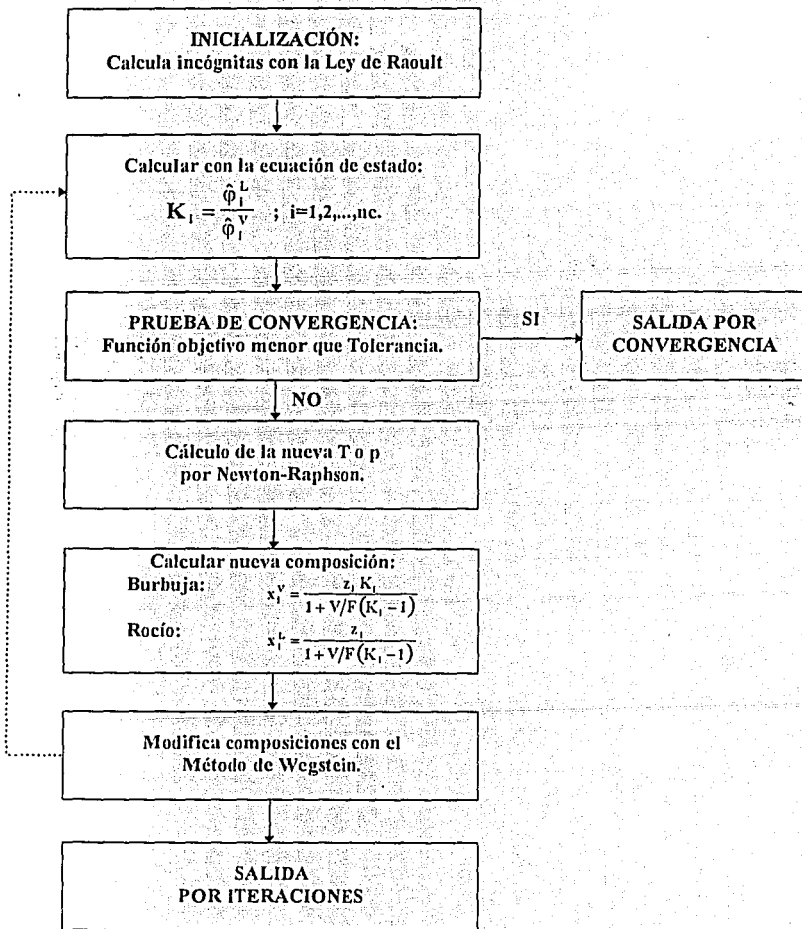 INICIALIZACIÓN:
Calcula incógnitas con la Ley de Raoult
Calcular con la ecuación de estado:
K_i = φ̂_i^L / φ̂_i^V ; i=1,2,...,nc.
PRUEBA DE CONVERGENCIA:
Función objetivo menor que Tolerancia.
SI
SALIDA POR
CONVERGENCIA
NO
Cálculo de la nueva T o p
por Newton-Raphson.
Calcular nueva composición:
Burbuja: x_i^V = z_i K_i / 1 + V/F(K_i − 1)
Rocío: x_i^L = z_i / 1 + V/F(K_i − 1)
Modifica composiciones con el
Método de Wegstein.
SALIDA
POR ITERACIONES